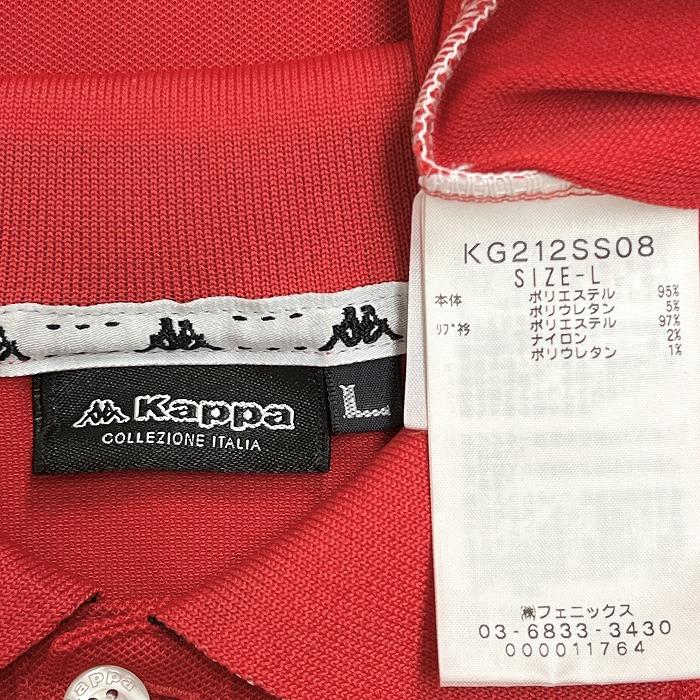 Kappa
COLLEZIONE ITALIA
L
KG212SS08
SIZE-L
本体 ポリエステル 95%
ポリウレタン 5%
ﾘﾌﾞ衿 ポリエステル 97%
ナイロン 2%
ポリウレタン 1%
㈱フェニックス
03-6833-3430
000011764
Kappa